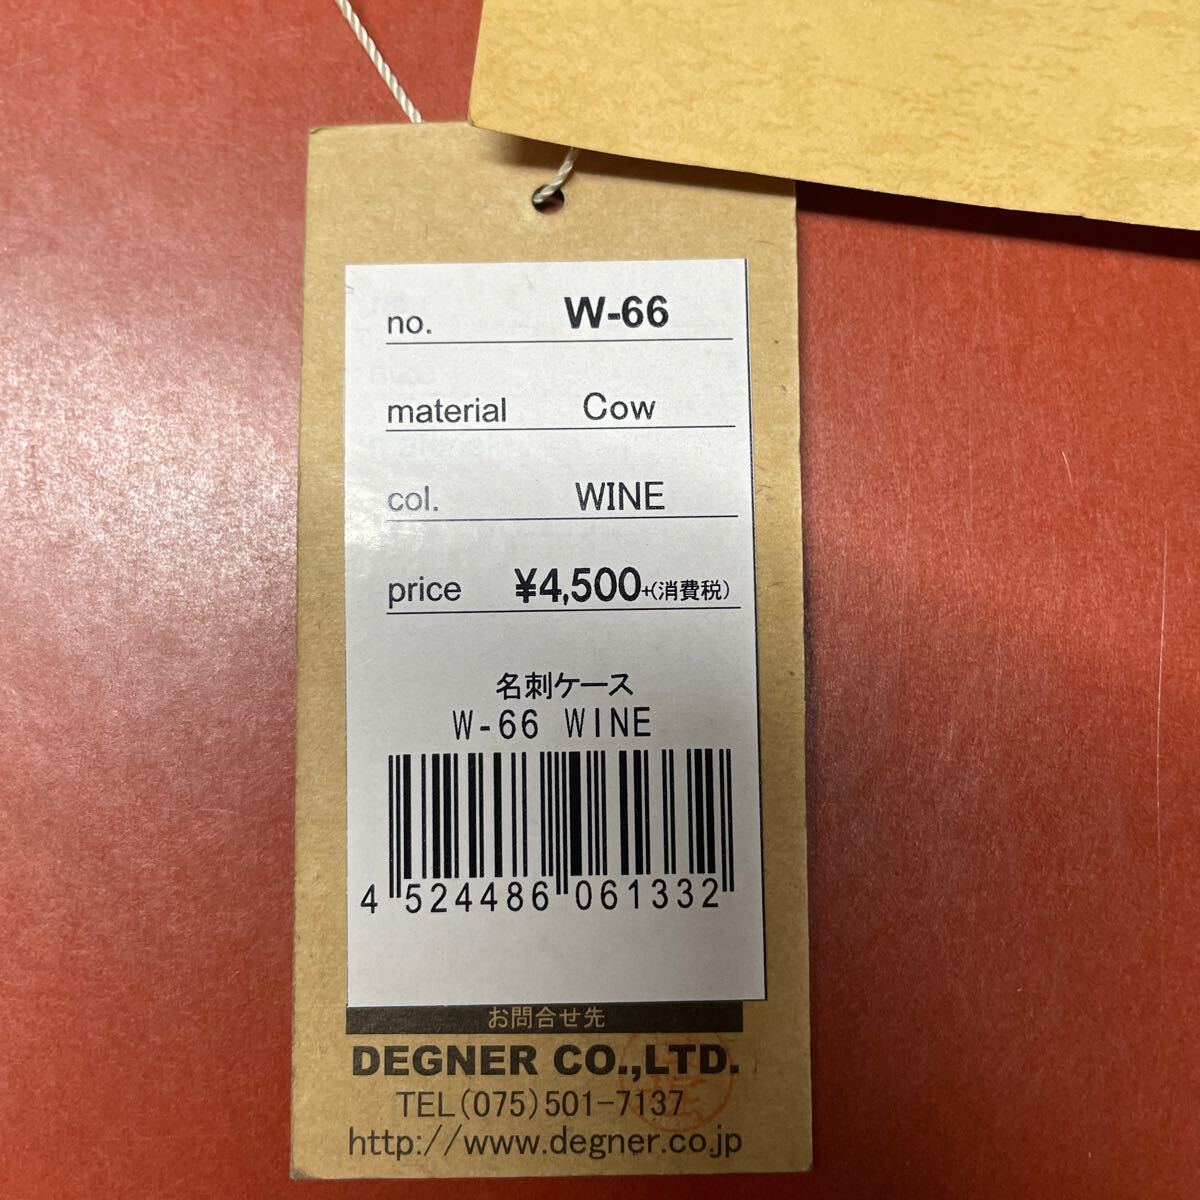 no. W-66
material Cow
col. WINE
price ¥4,500+(消費税)
名刺ケース
W-66 WINE
4 524486 061332
お問合せ先
DEGNER CO.,LTD.
TEL(075)501-7137
http://www.degner.co.jp